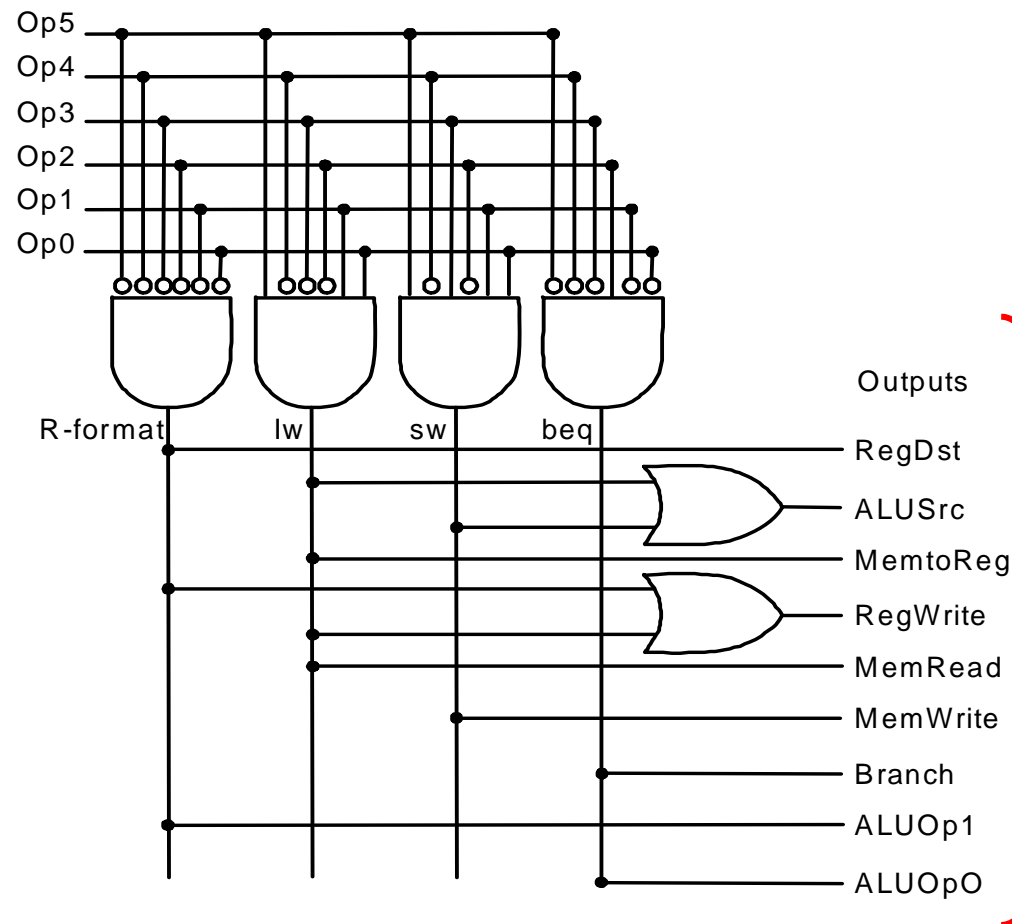 Op5
Op4
Op3
Op2
Op1
Op0
R-format
lw
sw
beq
Outputs
RegDst
ALUSrc
MemtoReg
RegWrite
MemRead
MemWrite
Branch
ALUOp1
ALUOpO